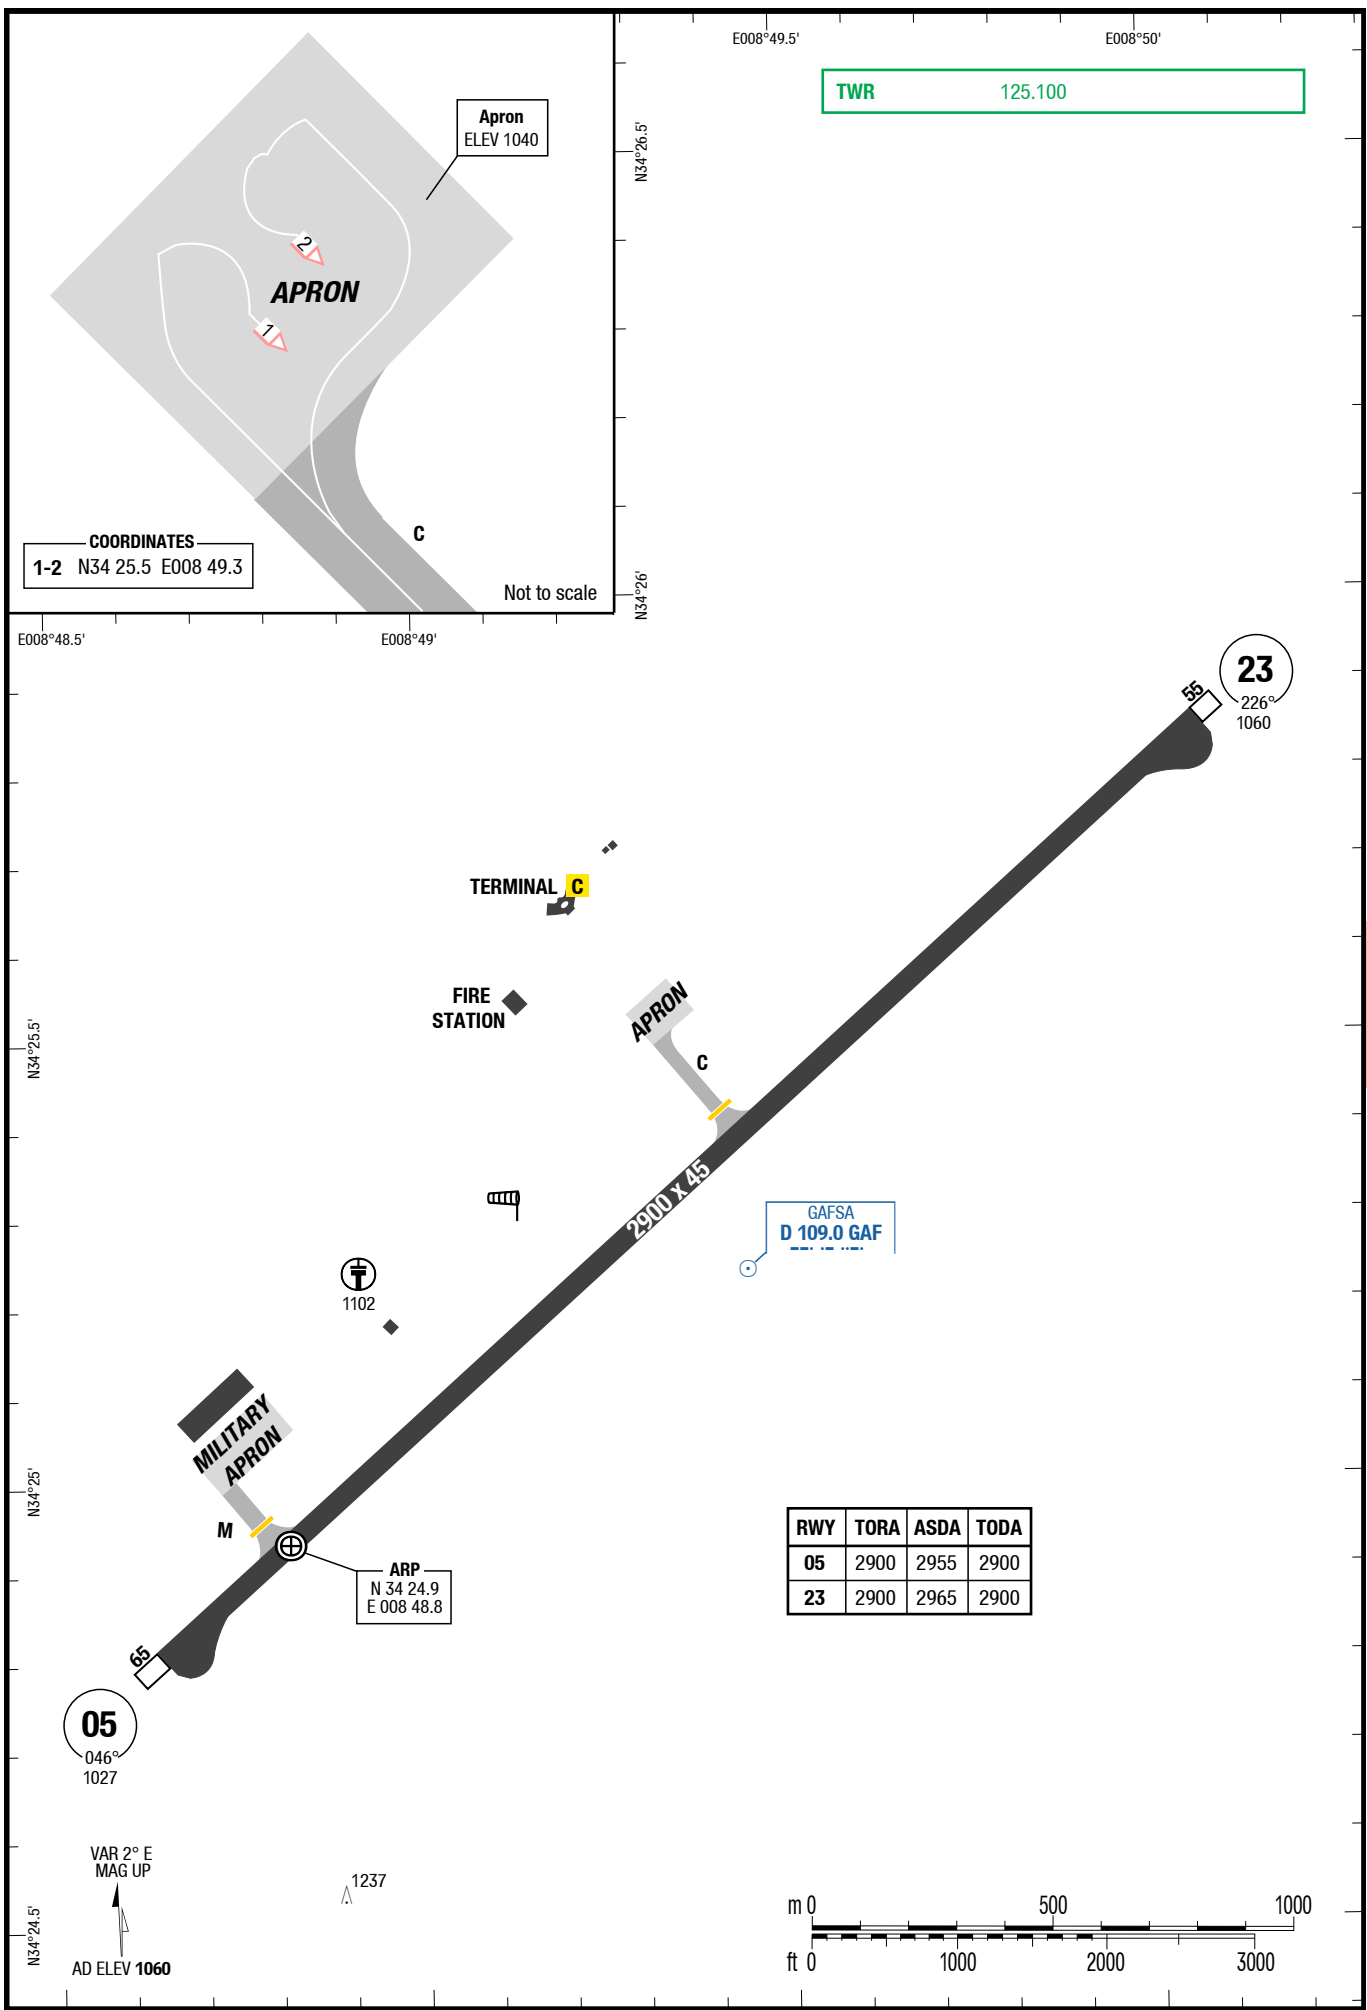 E008°49.5'
E008°50'
TWR 125.100
Apron
ELEV 1040
N34°26.5'
2
APRON
1
C
COORDINATES
1-2 N34 25.5 E008 49.3
Not to scale
N34°26'
E008°48.5'
E008°49'
23
226°
1060
55
TERMINAL C
FIRE
STATION
APRON
C
N34°25.5'
2900 x 45
GAFSA
D 109.0 GAF
1102
MILITARY
APRON
N34°25'
M
ARP
N 34 24.9
E 008 48.8
RWY TORA ASDA TODA
05 2900 2955 2900
23 2900 2965 2900
65
05
046°
1027
VAR 2° E
MAG UP
1237
N34°24.5'
AD ELEV 1060
m 0 500 1000
ft 0 1000 2000 3000